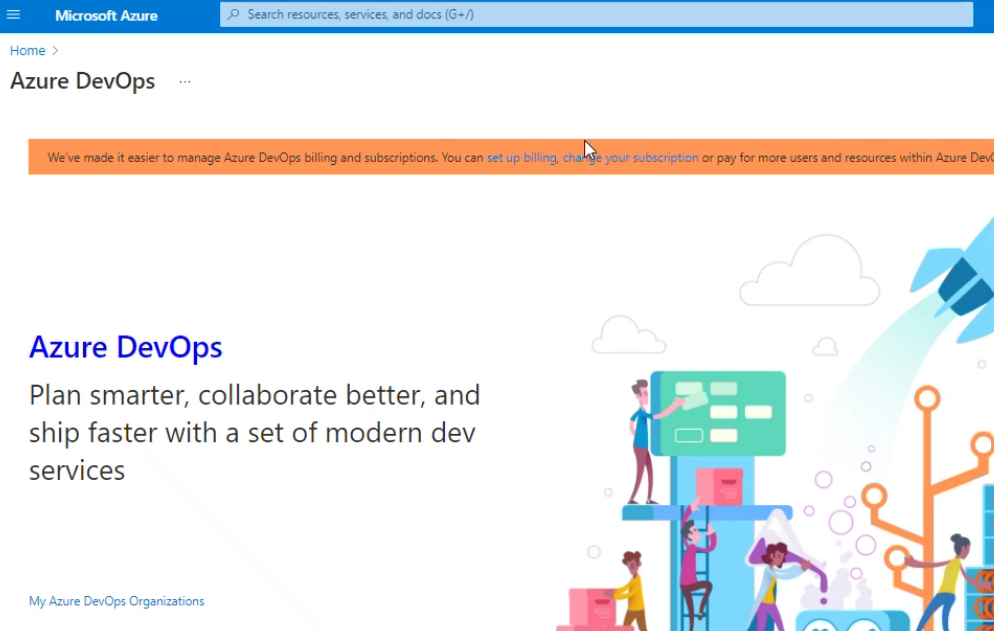 Microsoft Azure
Search resources, services, and docs (G+/)
Home >
Azure DevOps ...
We've made it easier to manage Azure DevOps billing and subscriptions. You can set up billing, change your subscription or pay for more users and resources within Azure
Azure DevOps
Plan smarter, collaborate better, and
ship faster with a set of modern dev
services
My Azure DevOps Organizations